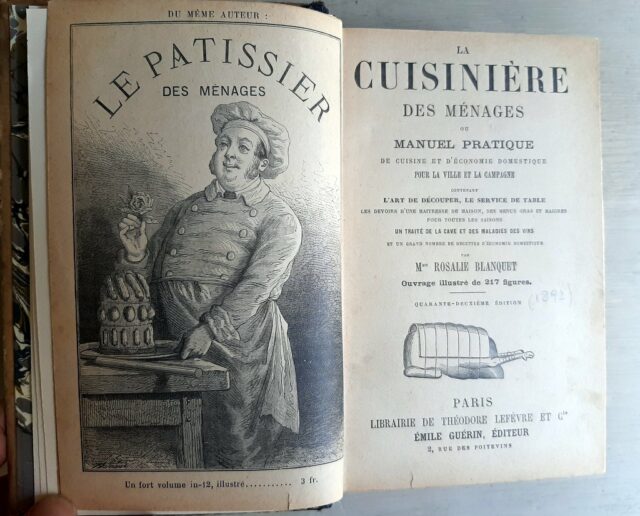 DU MÊME AUTEUR :
LE PATISSIER
DES MÉNAGES
Un fort volume in-12, illustré.......... 3 fr.
LA
CUISINIÈRE
DES MÉNAGES
OU
MANUEL PRATIQUE
DE CUISINE ET D'ÉCONOMIE DOMESTIQUE
POUR LA VILLE ET LA CAMPAGNE
CONTENANT
L'ART DE DÉCOUPER, LE SERVICE DE TABLE
LES DEVOIRS D'UNE MAITRESSE DE MAISON, DES MENUS GRAS ET MAIGRES
POUR TOUTES LES SAISONS
UN TRAITÉ DE LA CAVE ET DES MALADIES DES VINS
ET UN GRAND NOMBRE DE RECETTES D'ÉCONOMIE DOMESTIQUE
PAR
Mme ROSALIE BLANQUET
Ouvrage illustré de 217 figures.
QUARANTE-DEUXIÈME ÉDITION (1892)
PARIS
LIBRAIRIE DE THÉODORE LEFÈVRE ET Cie
ÉMILE GUÉRIN, ÉDITEUR
2, RUE DES POITEVINS